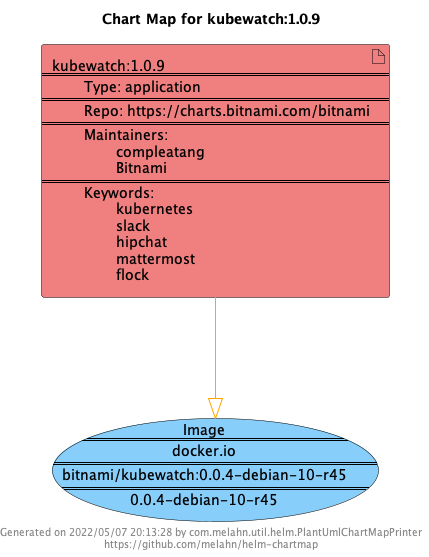 Chart Map for kubewatch:1.0.9
kubewatch:1.0.9
Type: application
Repo: https://charts.bitnami.com/bitnami
Maintainers:
compleatang
Bitnami
Keywords:
kubernetes
slack
hipchat
mattermost
flock
Image
docker.io
bitnami/kubewatch:0.0.4-debian-10-r45
0.0.4-debian-10-r45
Generated on 2022/05/07 20:13:28 by com.melahn.util.helm.PlantUmlChartMapPrinter
https://github.com/melahn/helm-chartmap